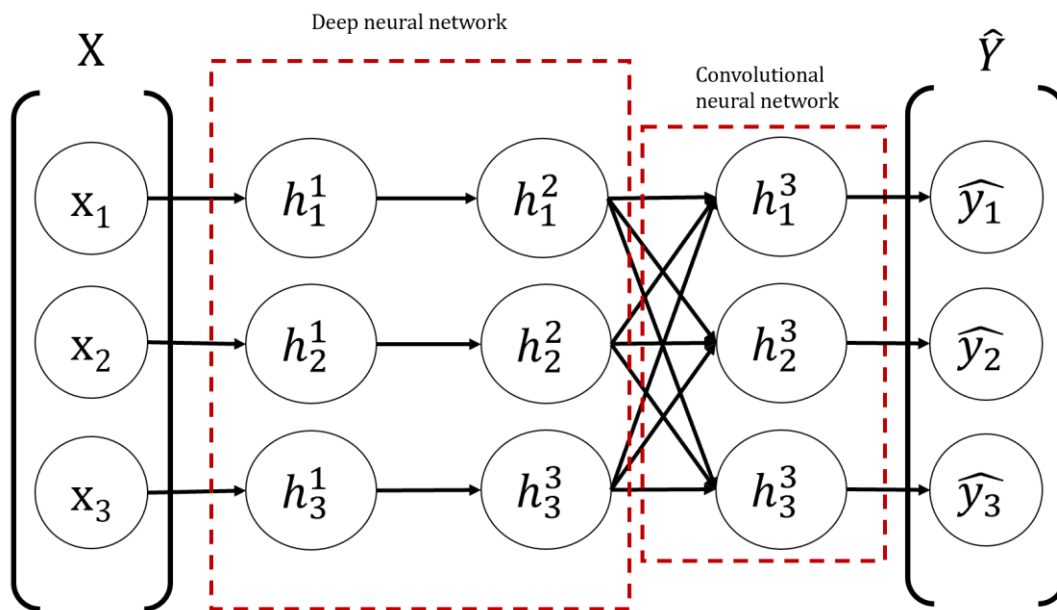 Deep neural network
X
Ŷ
Convolutional
neural network
x₁ h₁¹ h₁² h₁³ ŷ₁
x₂ h₂¹ h₂² h₂³ ŷ₂
x₃ h₃¹ h₃³ h₃³ ŷ₃